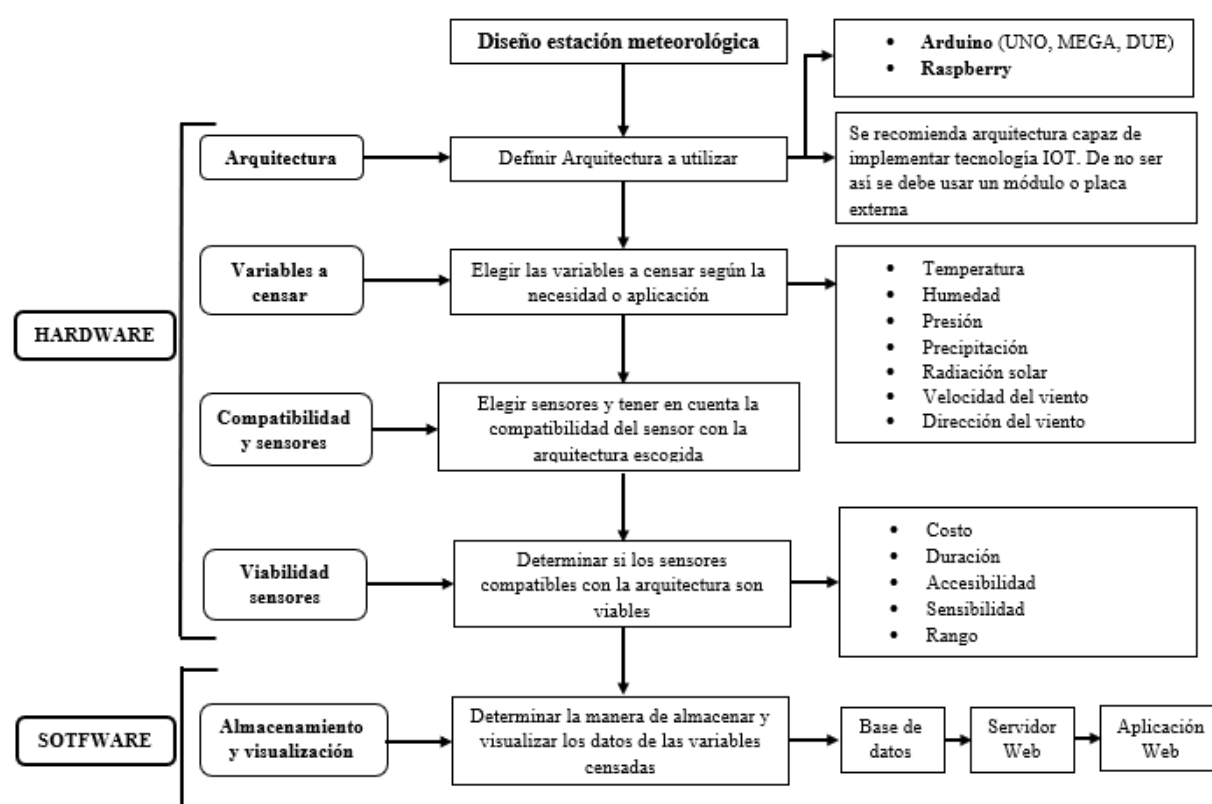 Diseño estación meteorológica
• Arduino (UNO, MEGA, DUE)
• Raspberry
Arquitectura
Definir Arquitectura a utilizar
Se recomienda arquitectura capaz de
implementar tecnología IOT. De no ser
así se debe usar un módulo o placa
externa
HARDWARE
Variables a
censar
Elegir las variables a censar según la
necesidad o aplicación
• Temperatura
• Humedad
• Presión
• Precipitación
• Radiación solar
• Velocidad del viento
• Dirección del viento
Compatibilidad
y sensores
Elegir sensores y tener en cuenta la
compatibilidad del sensor con la
arquitectura escogida
Viabilidad
sensores
Determinar si los sensores
compatibles con la arquitectura son
viables
• Costo
• Duración
• Accesibilidad
• Sensibilidad
• Rango
SOTFWARE
Almacenamiento
y visualización
Determinar la manera de almacenar y
visualizar los datos de las variables
censadas
Base de
datos
Servidor
Web
Aplicación
Web